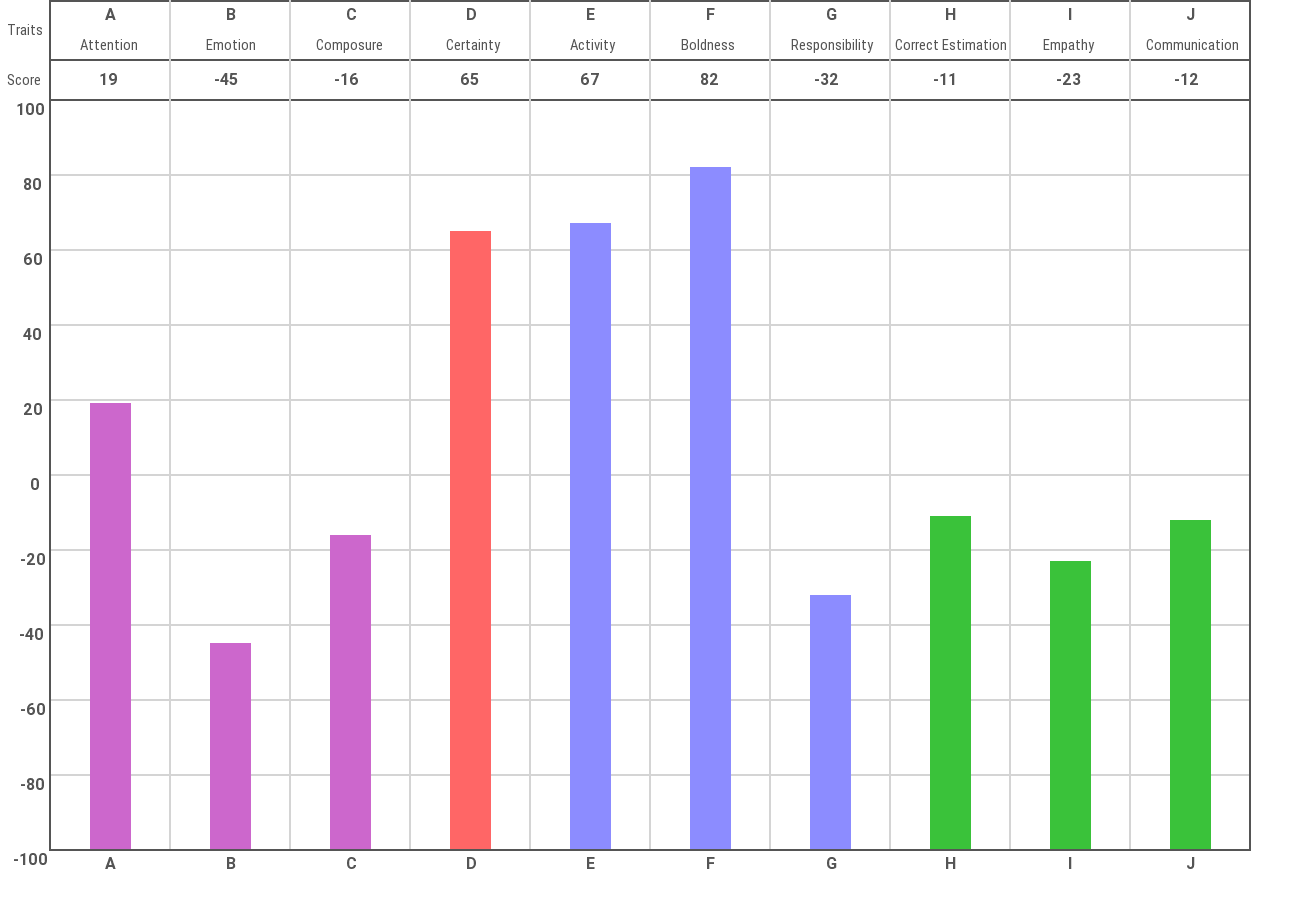 A B C D E F G H I J
Traits
Attention Emotion Composure Certainty Activity Boldness Responsibility Correct Estimation Empathy Communication
Score 19 -45 -16 65 67 82 -32 -11 -23 -12
100
80
60
40
20
0
-20
-40
-60
-80
-100
A B C D E F G H I J